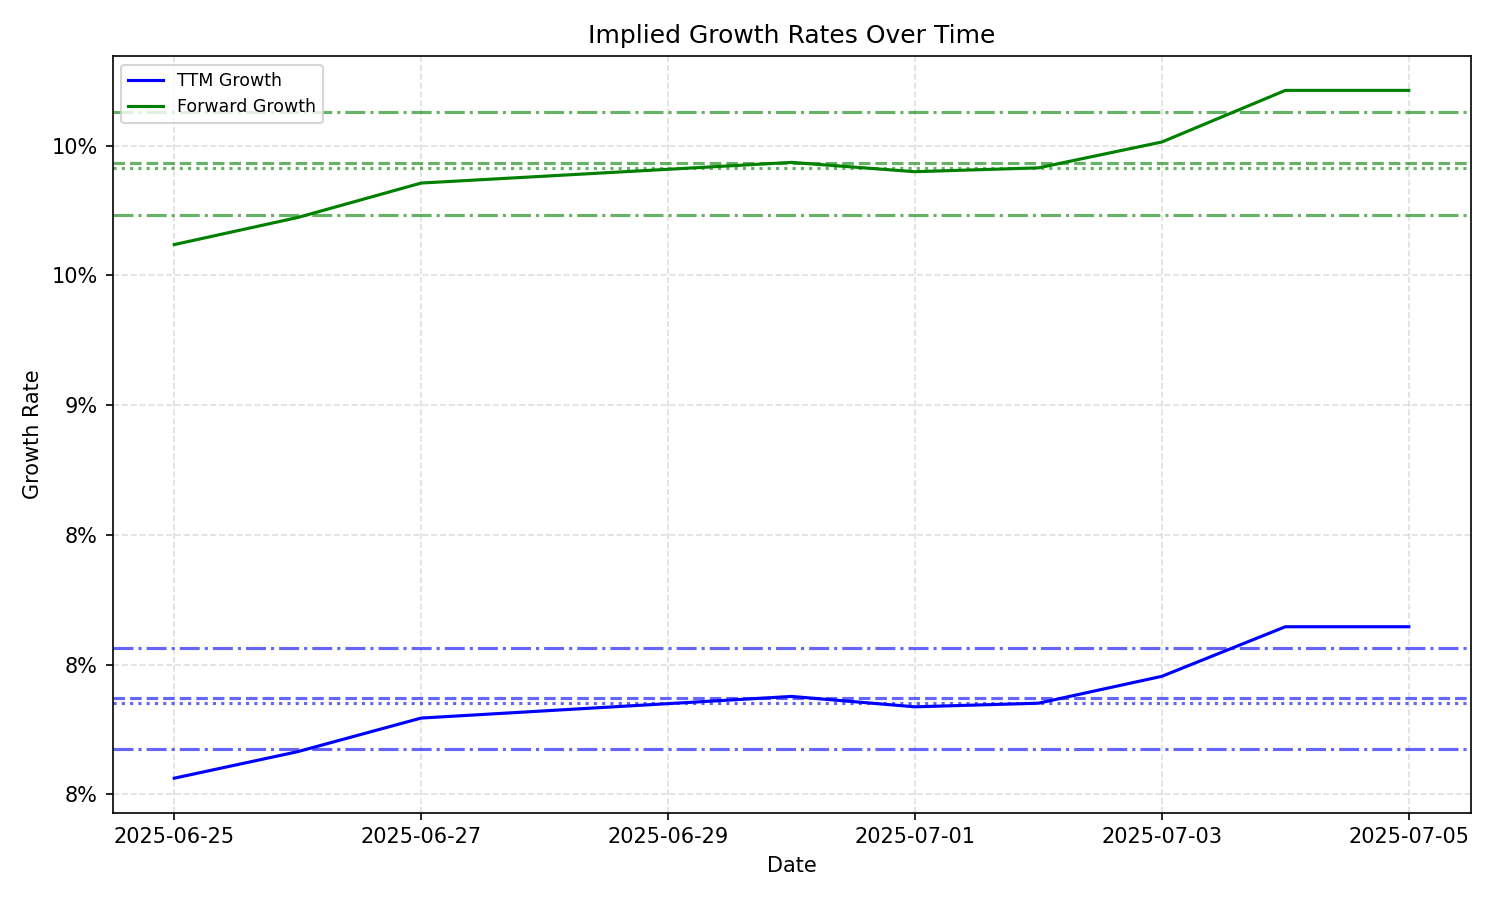 Implied Growth Rates Over Time
TTM Growth
Forward Growth
10%
10%
9%
8%
8%
8%
Growth Rate
2025-06-25
2025-06-27
2025-06-29
2025-07-01
2025-07-03
2025-07-05
Date